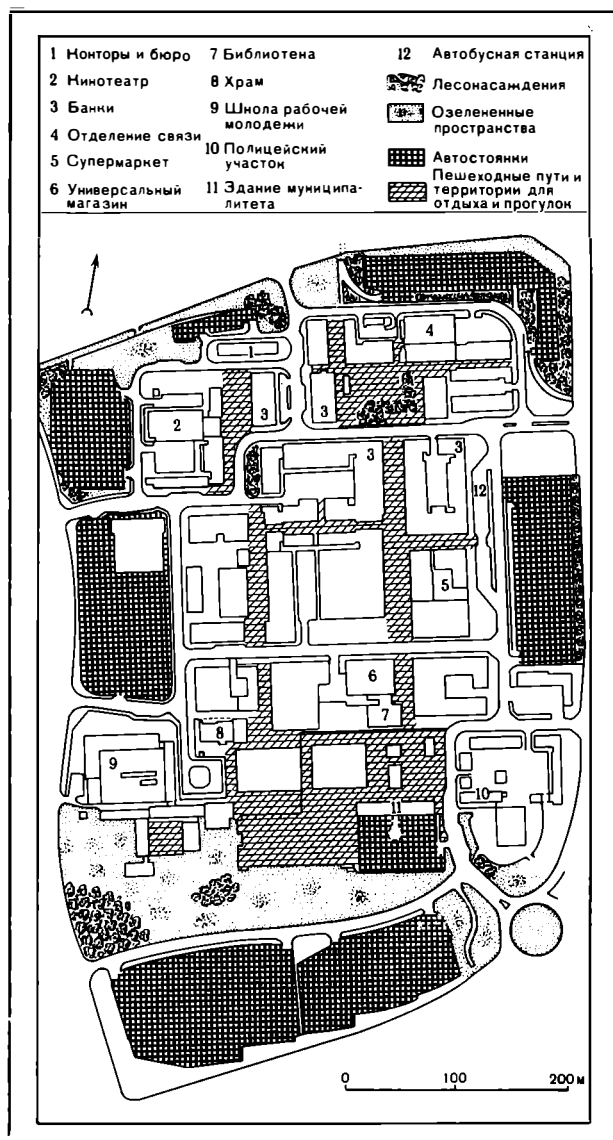 1 Конторы и бюро
2 Кинотеатр
3 Банки
4 Отделение связи
5 Супермаркет
6 Универсальный
магазин
7 Библиотена
8 Храм
9 Шнола рабочей
молодежи
10 Полицейский
участок
11 Здание муниципа-
литета
12 Автобусная станция
Лесонасаждения
Озелененные
пространства
Автостоянки
Пешеходные пути и
территории для
отдыха и прогулок
4
1
3
3
2
3
3
12
5
6
7
8
9
10
11
0 100 200 м